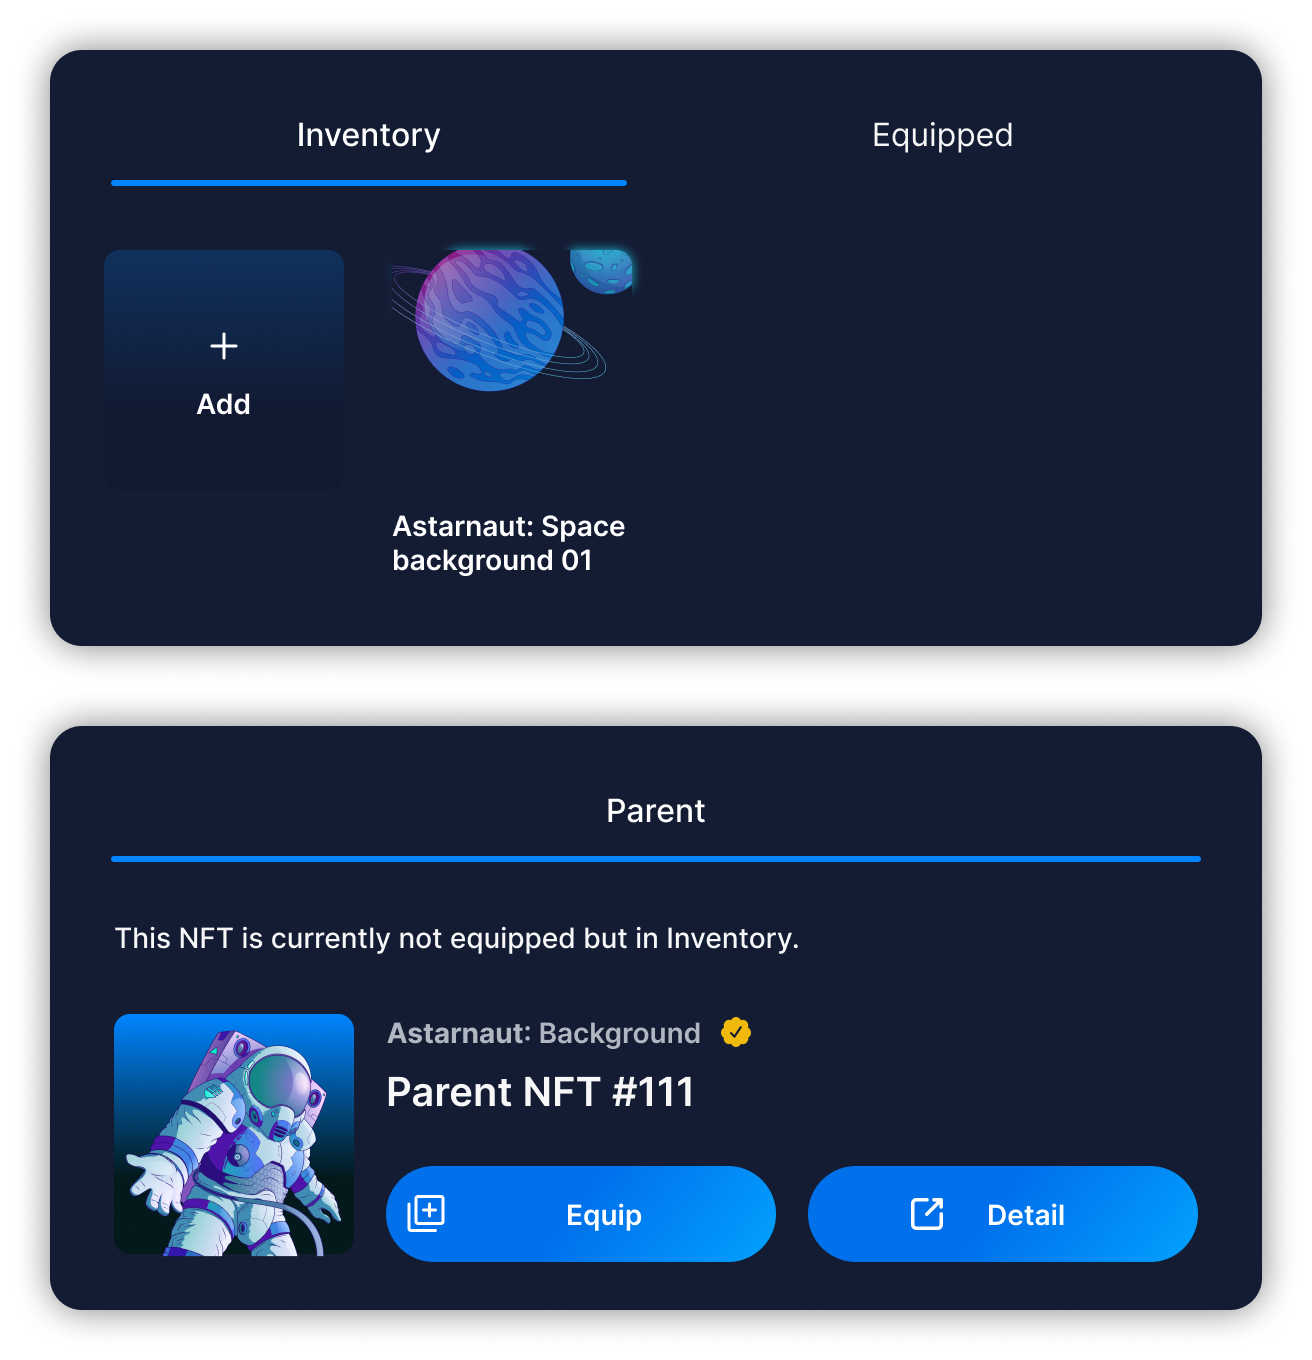 Inventory
Equipped
Add
Astarnaut: Space
background 01
Parent
This NFT is currently not equipped but in Inventory.
Astarnaut: Background
Parent NFT #111
Equip
Detail